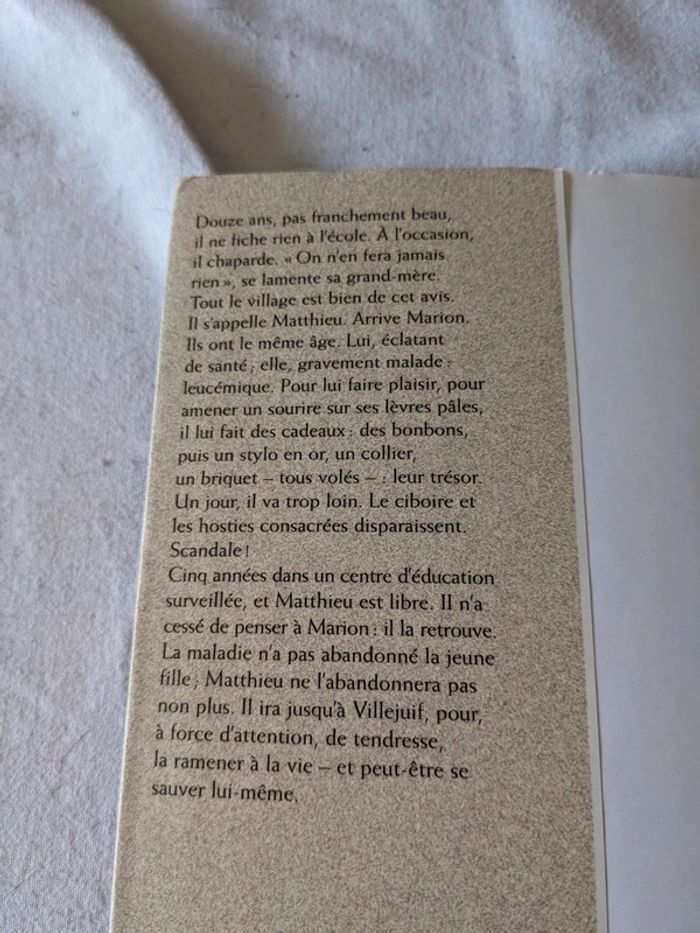 Douze ans, pas franchement beau,
il ne fiche rien à l'école. À l'occasion,
il chaparde. « On n'en fera jamais
rien », se lamente sa grand-mère.
Tout le village est bien de cet avis.
Il s'appelle Matthieu. Arrive Marion.
Ils ont le même âge. Lui, éclatant
de santé ; elle, gravement malade :
leucémique. Pour lui faire plaisir, pour
amener un sourire sur ses lèvres pâles,
il lui fait des cadeaux : des bonbons,
puis un stylo en or, un collier,
un briquet – tous volés – : leur trésor.
Un jour, il va trop loin. Le ciboire et
les hosties consacrées disparaissent.
Scandale !
Cinq années dans un centre d'éducation
surveillée, et Matthieu est libre. Il n'a
cessé de penser à Marion : il la retrouve.
La maladie n'a pas abandonné la jeune
fille ; Matthieu ne l'abandonnera pas
non plus. Il ira jusqu'à Villejuif, pour,
à force d'attention, de tendresse,
la ramener à la vie – et peut-être se
sauver lui-même.